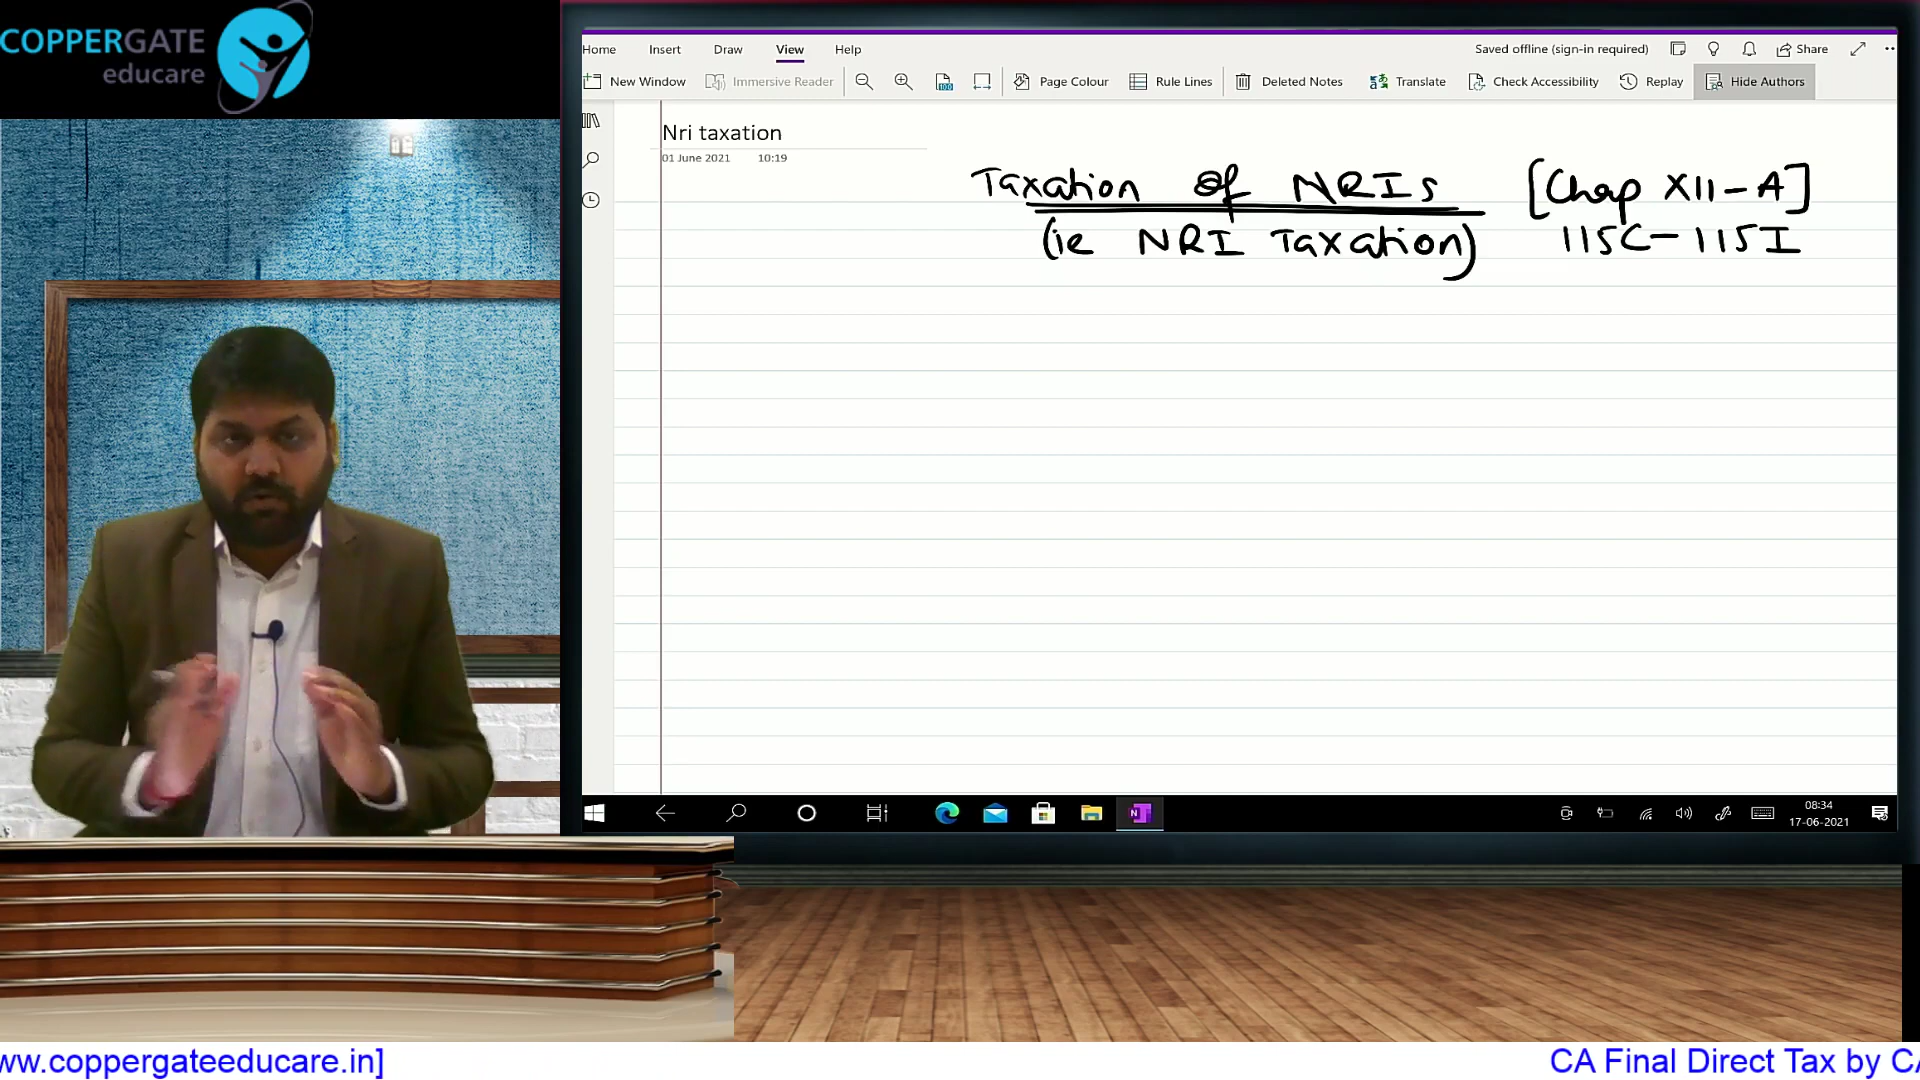 COPPERGATE
educare
Home Insert Draw View Help
Saved offline (sign-in required) Share
New Window Immersive Reader 100 Page Colour Rule Lines Deleted Notes Translate Check Accessibility Replay Hide Authors
Nri taxation
01 June 2021 10:19
Taxation of NRIs [Chap XII-A]
(ie NRI Taxation) 115C-115I
N
08:34
17-06-2021
ww.coppergateeducare.in]
CA Final Direct Tax by CA